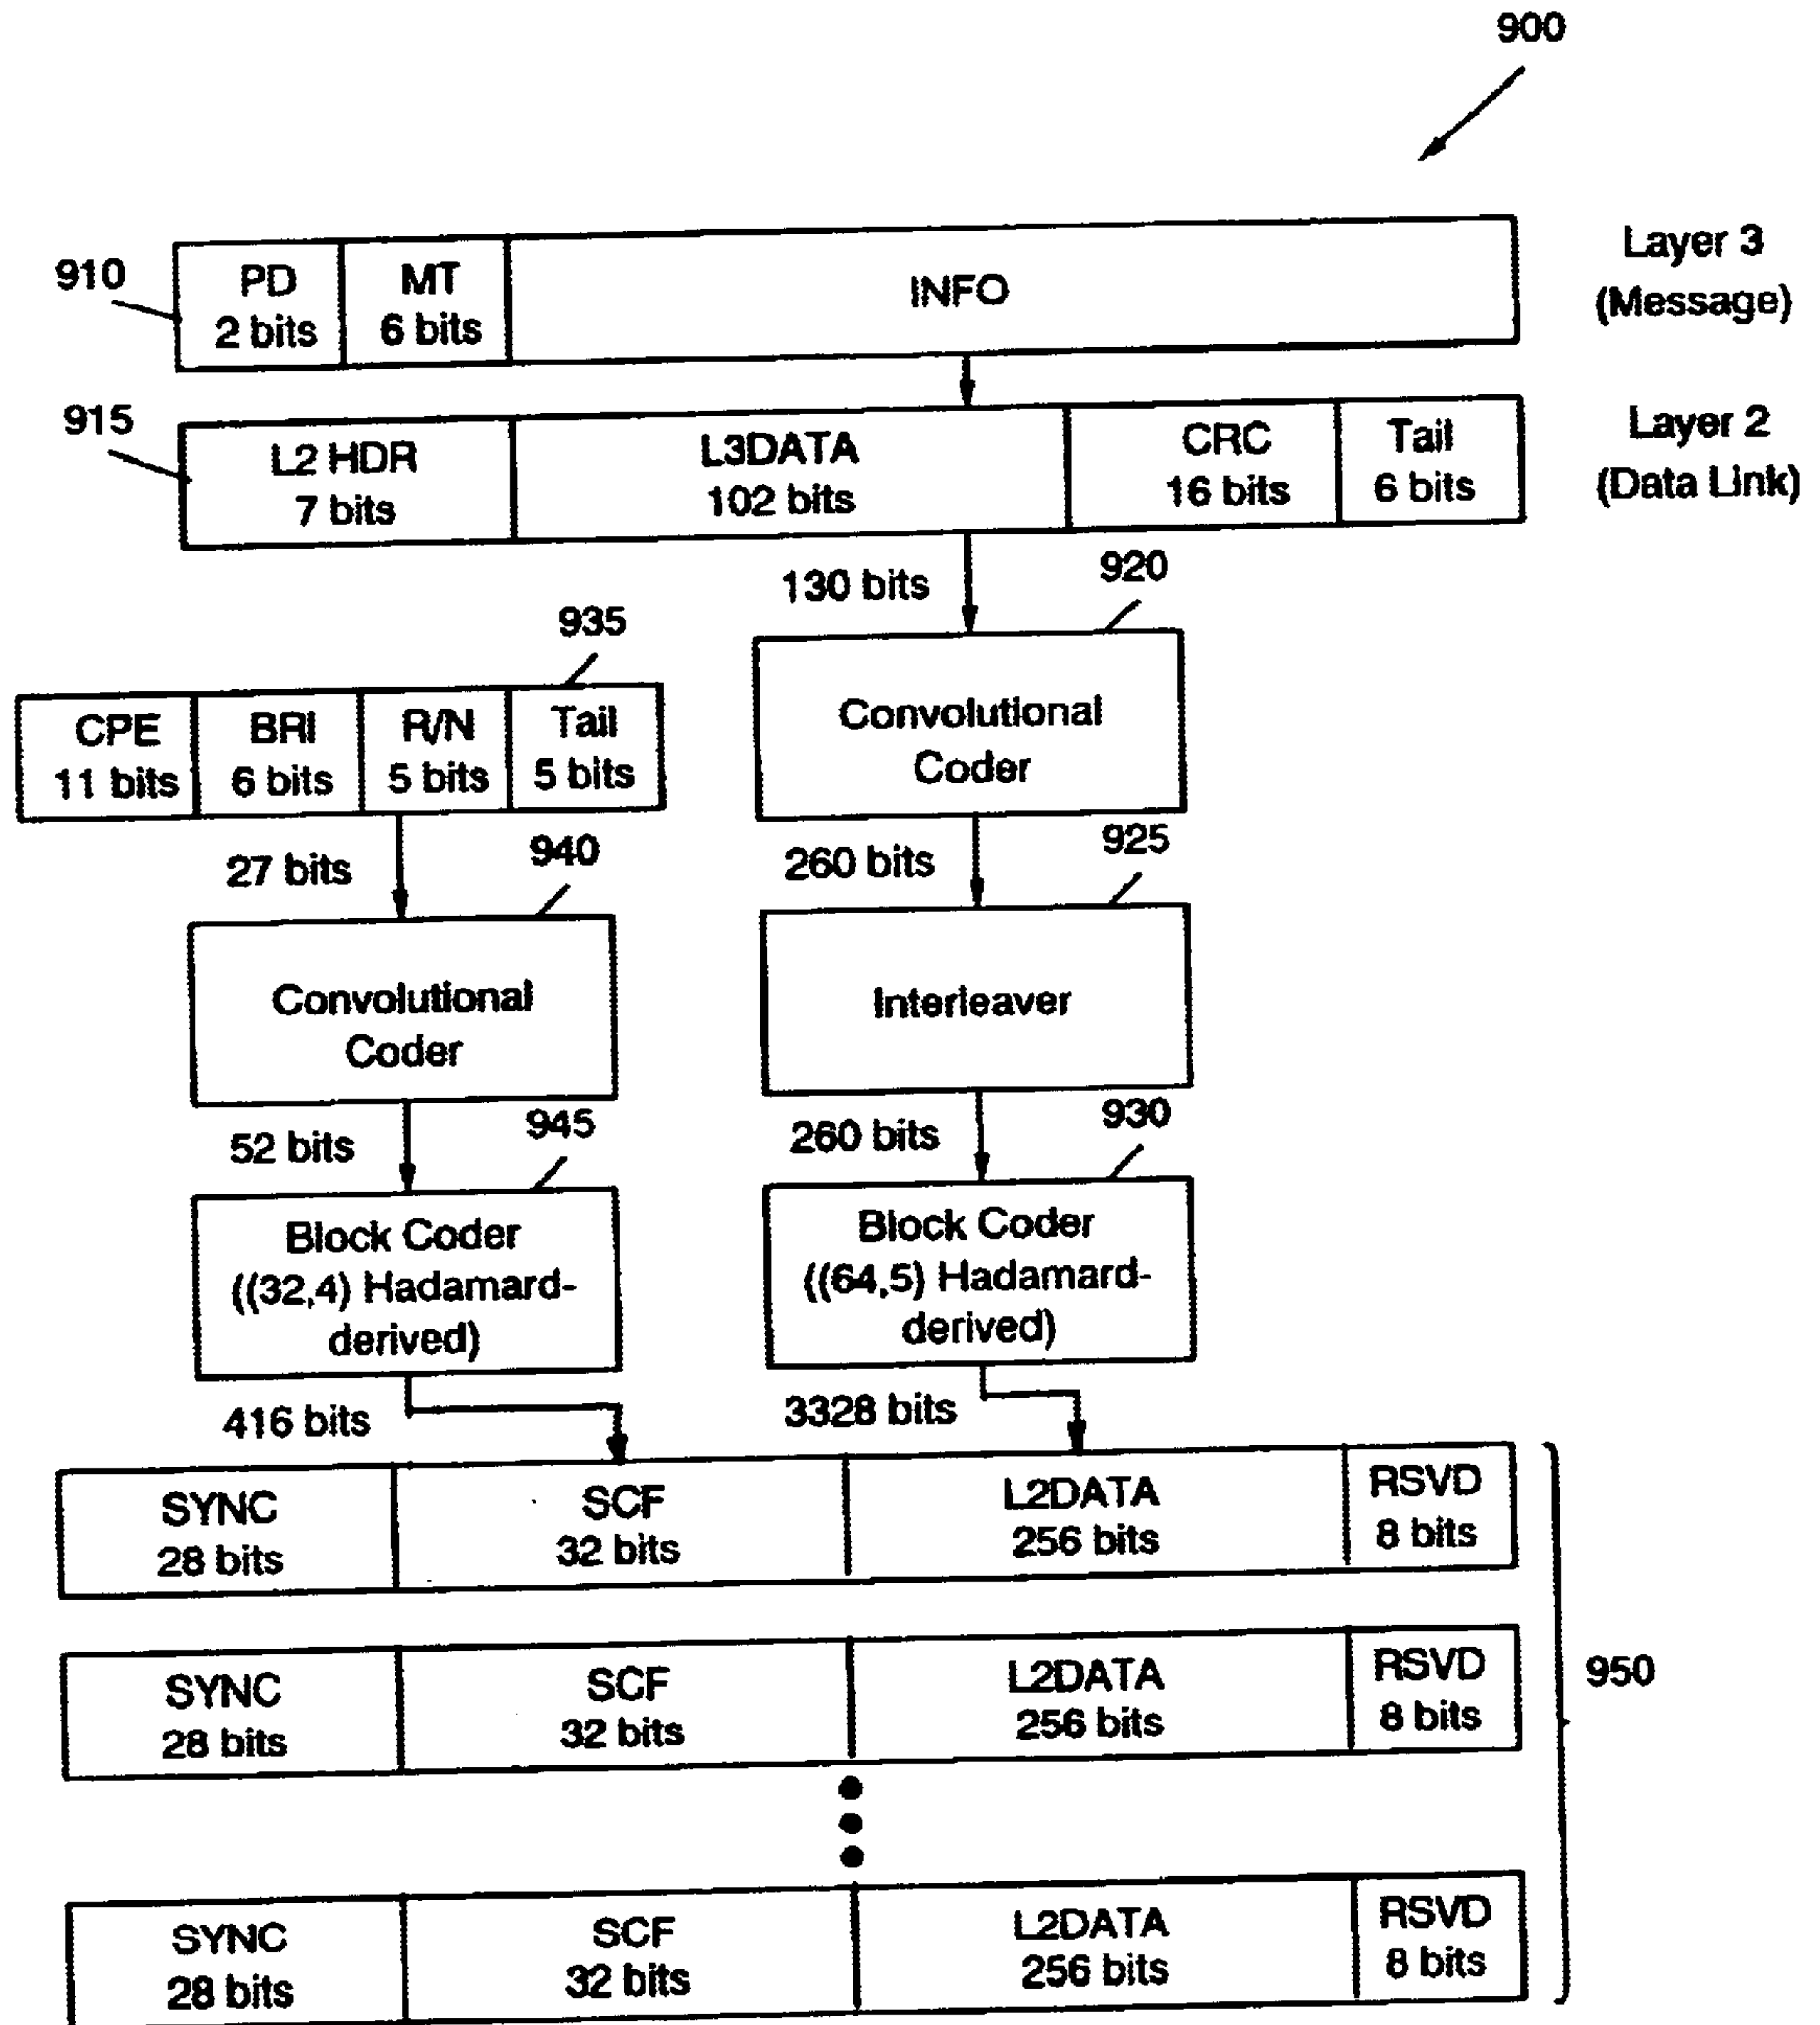 900
910
PD
2 bits
MT
6 bits
INFO
Layer 3
(Message)
915
L2 HDR
7 bits
L3DATA
102 bits
CRC
16 bits
Tail
6 bits
Layer 2
(Data Link)
130 bits
920
935
CPE
11 bits
BRI
6 bits
R/N
5 bits
Tail
5 bits
Convolutional
Coder
27 bits
940
260 bits
925
Convolutional
Coder
Interleaver
52 bits
945
260 bits
930
Block Coder
((32,4) Hadamard-
derived)
Block Coder
((64,5) Hadamard-
derived)
416 bits
3328 bits
SYNC
28 bits
SCF
32 bits
L2DATA
256 bits
RSVD
8 bits
SYNC
28 bits
SCF
32 bits
L2DATA
256 bits
RSVD
8 bits
950
SYNC
28 bits
SCF
32 bits
L2DATA
256 bits
RSVD
8 bits